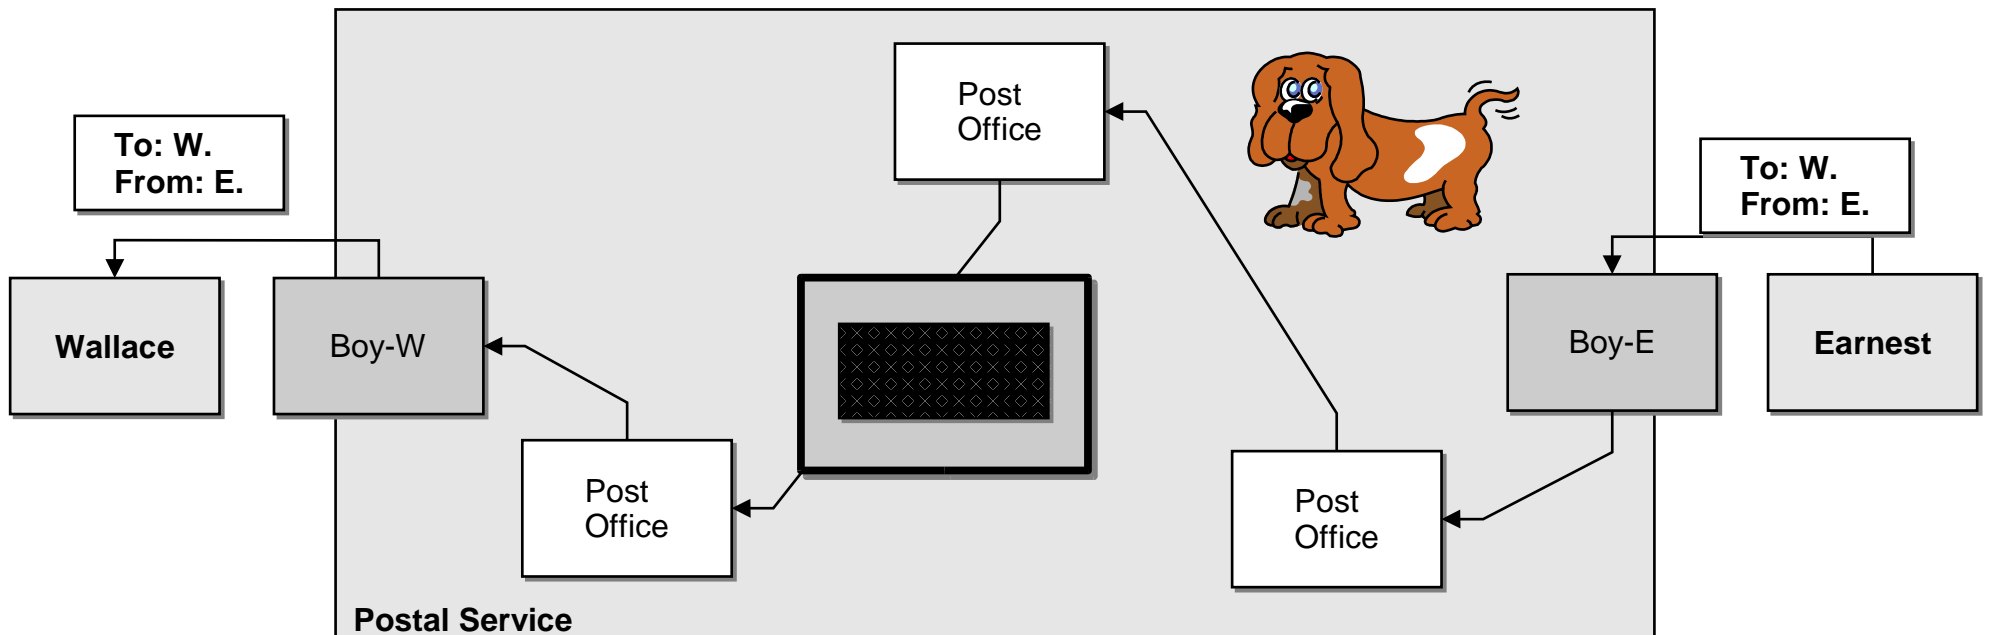 Post
Office
To: W.
From: E.
To: W.
From: E.
Wallace
Boy-W
Boy-E
Earnest
Post
Office
Post
Office
Postal Service